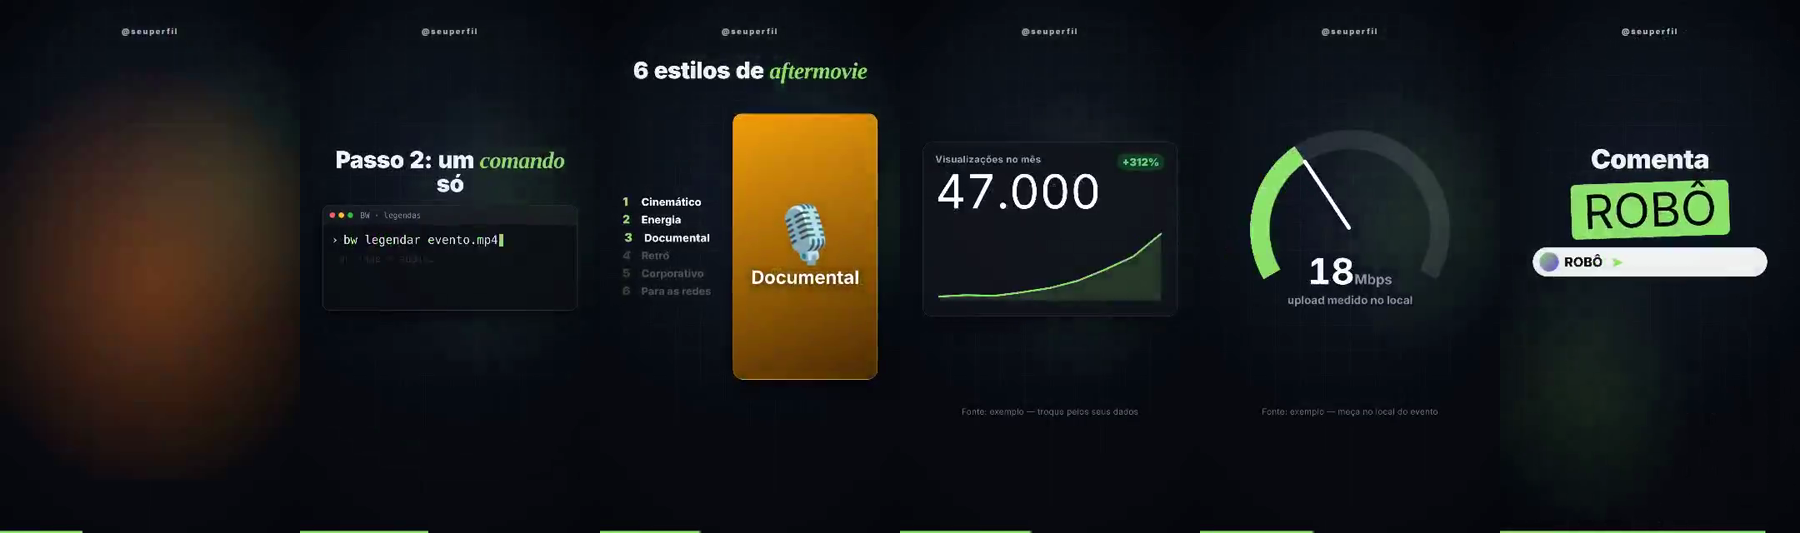 @seuperfil
@seuperfil
Passo 2: um comando
só
BW · legendas
› bw legendar evento.mp4
@seuperfil
6 estilos de aftermovie
1 Cinemático
2 Energia
3 Documental
4 Retrô
5 Corporativo
6 Para as redes
Documental
@seuperfil
Visualizações no mês
+312%
47.000
Fonte: exemplo — troque pelos seus dados
@seuperfil
18Mbps
upload medido no local
Fonte: exemplo — meça no local do evento
@seuperfil
Comenta
ROBÔ
ROBÔ